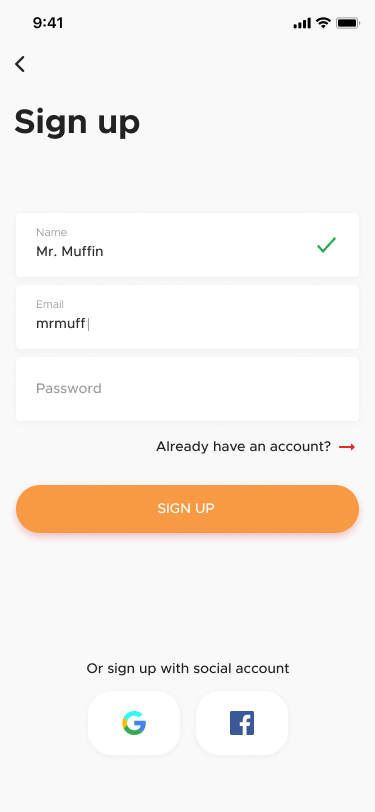 9:41
Sign up
Name
Mr. Muffin
Email
mrmuff
Password
Already have an account?
SIGN UP
Or sign up with social account